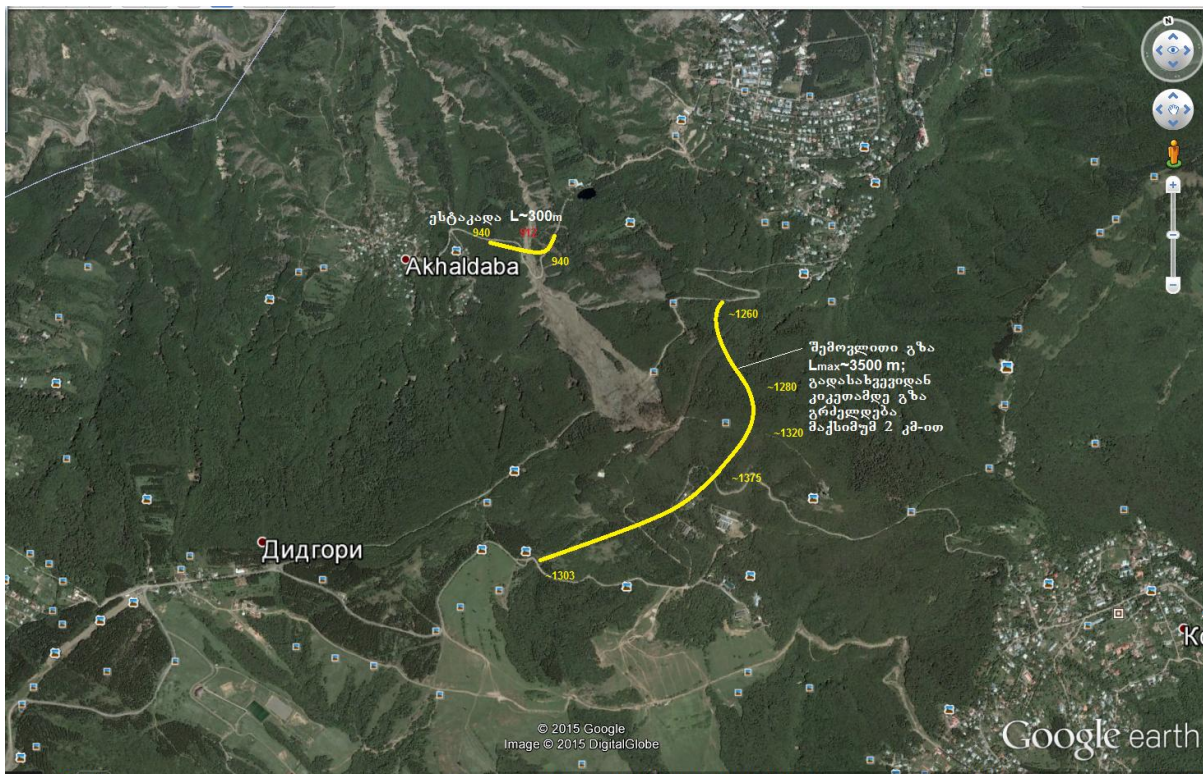 N
ესტაკადა L~300m
940
912
940
Akhaldaba
~1260
შემოვლითი გზა
Lmax~3500 m;
გადასახვევიდან
კიკეთამდე გზა
გრძელდება
მაქსიმუმ 2 კმ-ით
~1280
~1320
~1375
Дидгори
~1303
© 2015 Google
Image © 2015 DigitalGlobe
Google earth